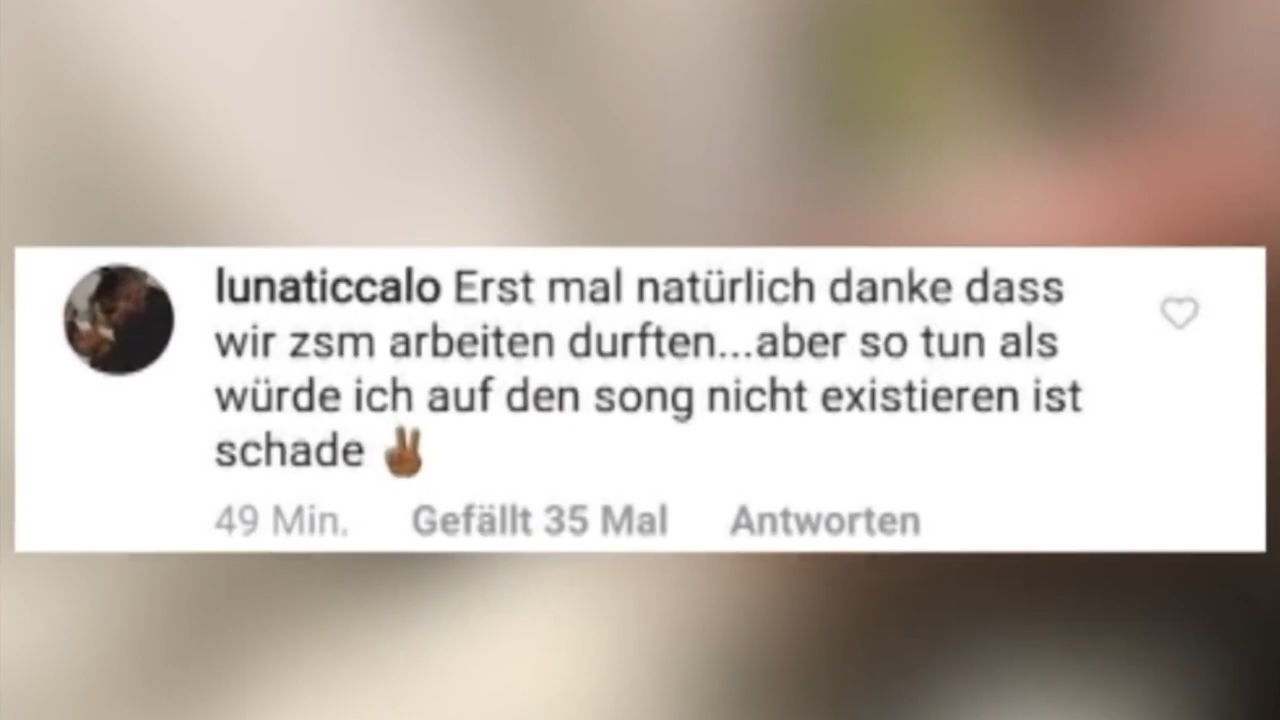 lunaticcalo Erst mal natürlich danke dass
wir zsm arbeiten durften...aber so tun als
würde ich auf den song nicht existieren ist
schade ✌🏾
49 Min. Gefällt 35 Mal Antworten